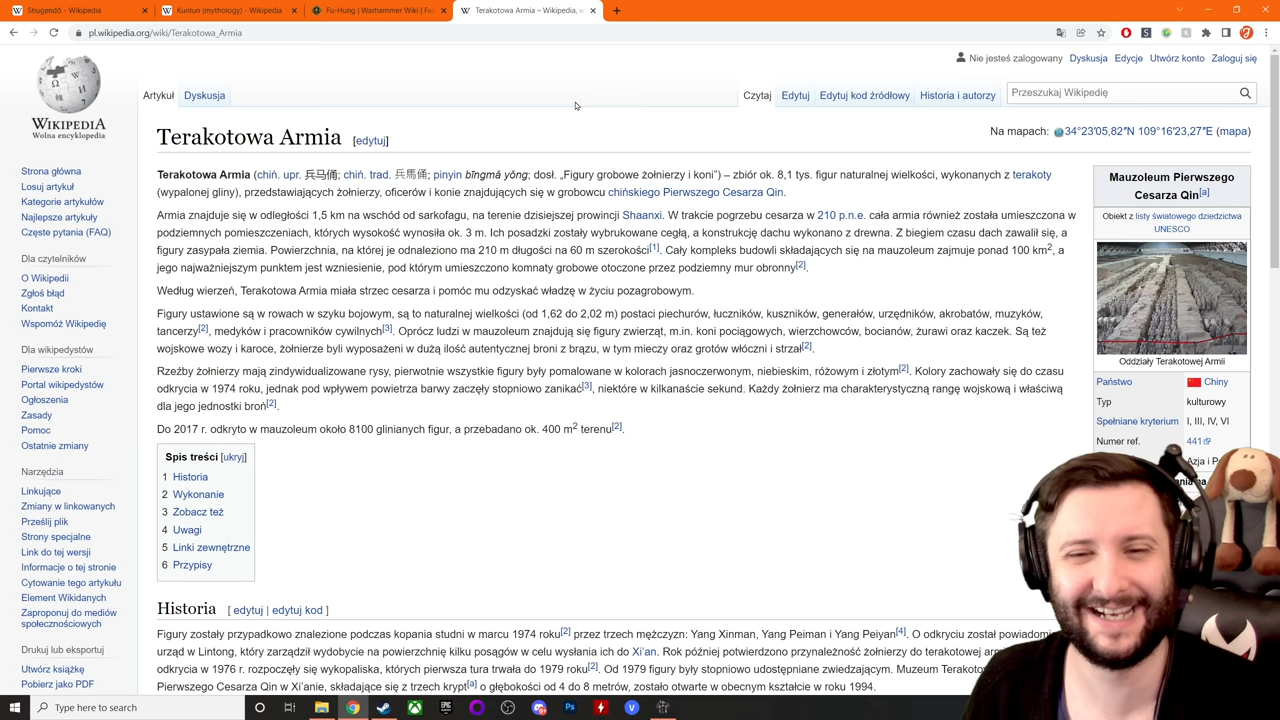 Shugendō - Wikipedia
Kunlun (mythology) - Wikipedia
Fu-Hung | Warhammer Wiki | Fa
Terakotowa Armia – Wikipedia, w
pl.wikipedia.org/wiki/Terakotowa_Armia
Nie jesteś zalogowany Dyskusja Edycje Utwórz konto Zaloguj się
WIKIPEDIA
Wolna encyklopedia
Artykuł Dyskusja
Czytaj Edytuj Edytuj kod źródłowy Historia i autorzy
Przeszukaj Wikipedię
Terakotowa Armia [edytuj]
Na mapach: 34°23′05,82″N 109°16′23,27″E (mapa)
Strona główna
Losuj artykuł
Kategorie artykułów
Najlepsze artykuły
Częste pytania (FAQ)
Dla czytelników
O Wikipedii
Zgłoś błąd
Kontakt
Wspomóż Wikipedię
Dla wikipedystów
Pierwsze kroki
Portal wikipedystów
Ogłoszenia
Zasady
Pomoc
Ostatnie zmiany
Narzędzia
Linkujące
Zmiany w linkowanych
Prześlij plik
Strony specjalne
Link do tej wersji
Informacje o tej stronie
Cytowanie tego artykułu
Element Wikidanych
Zaproponuj do mediów
społecznościowych
Drukuj lub eksportuj
Utwórz książkę
Pobierz jako PDF
Terakotowa Armia (chiń. upr. 兵马俑; chiń. trad. 兵馬俑; pinyin bīngmǎ yǒng; dosł. „Figury grobowe żołnierzy i koni”) – zbiór ok. 8,1 tys. figur naturalnej wielkości, wykonanych z terakoty
(wypalonej gliny), przedstawiających żołnierzy, oficerów i konie znajdujących się w grobowcu chińskiego Pierwszego Cesarza Qin.
Armia znajduje się w odległości 1,5 km na wschód od sarkofagu, na terenie dzisiejszej prowincji Shaanxi. W trakcie pogrzebu cesarza w 210 p.n.e. cała armia również została umieszczona w
podziemnych pomieszczeniach, których wysokość wynosiła ok. 3 m. Ich posadzki zostały wybrukowane cegłą, a konstrukcję dachu wykonano z drewna. Z biegiem czasu dach zawalił się, a
figury zasypała ziemia. Powierzchnia, na której je odnaleziono ma 210 m długości na 60 m szerokości[1]. Cały kompleks budowli składających się na mauzoleum zajmuje ponad 100 km2, a
jego najważniejszym punktem jest wzniesienie, pod którym umieszczono komnaty grobowe otoczone przez podziemny mur obronny[2].
Według wierzeń, Terakotowa Armia miała strzec cesarza i pomóc mu odzyskać władzę w życiu pozagrobowym.
Figury ustawione są w rowach w szyku bojowym, są to naturalnej wielkości (od 1,62 do 2,02 m) postaci piechurów, łuczników, kuszników, generałów, urzędników, akrobatów, muzyków,
tancerzy[2], medyków i pracowników cywilnych[3]. Oprócz ludzi w mauzoleum znajdują się figury zwierząt, m.in. koni pociągowych, wierzchowców, bocianów, żurawi oraz kaczek. Są też
wojskowe wozy i karoce, żołnierze byli wyposażeni w dużą ilość autentycznej broni z brązu, w tym mieczy oraz grotów włóczni i strzał[2].
Rzeźby żołnierzy mają zindywidualizowane rysy, pierwotnie wszystkie figury były pomalowane w kolorach jasnoczerwonym, niebieskim, różowym i złotym[2]. Kolory zachowały się do czasu
odkrycia w 1974 roku, jednak pod wpływem powietrza barwy zaczęły stopniowo zanikać[3], niektóre w kilkanaście sekund. Każdy żołnierz ma charakterystyczną rangę wojskową i właściwą
dla jego jednostki broń[2].
Do 2017 r. odkryto w mauzoleum około 8100 glinianych figur, a przebadano ok. 400 m2 terenu[2].
Spis treści [ukryj]
1 Historia
2 Wykonanie
3 Zobacz też
4 Uwagi
5 Linki zewnętrzne
6 Przypisy
Historia [ edytuj | edytuj kod ]
Figury zostały przypadkowo znalezione podczas kopania studni w marcu 1974 roku[2] przez trzech mężczyzn: Yang Xinman, Yang Peiman i Yang Peiyan[4]. O odkryciu został powiadomi
urząd w Lintong, który zarządził wydobycie na powierzchnię kilku posągów w celu wysłania ich do Xi'an. Rok później potwierdzono przynależność żołnierzy do terakotowej armi
odkrycia w 1976 r. rozpoczęły się wykopaliska, których pierwsza tura trwała do 1979 roku[2]. Od 1979 figury były stopniowo udostępniane zwiedzającym. Muzeum Terakoto
Pierwszego Cesarza Qin w Xi'anie, składające się z trzech krypt[a] o głębokości od 4 do 8 metrów, zostało otwarte w obecnym kształcie w roku 1994.
Mauzoleum Pierwszego
Cesarza Qin[a]
Obiekt z listy światowego dziedzictwa
UNESCO
Oddziały Terakotowej Armii
Państwo Chiny
Typ kulturowy
Spełniane kryterium I, III, IV, VI
Numer ref. 441
Azja i P
Type here to search